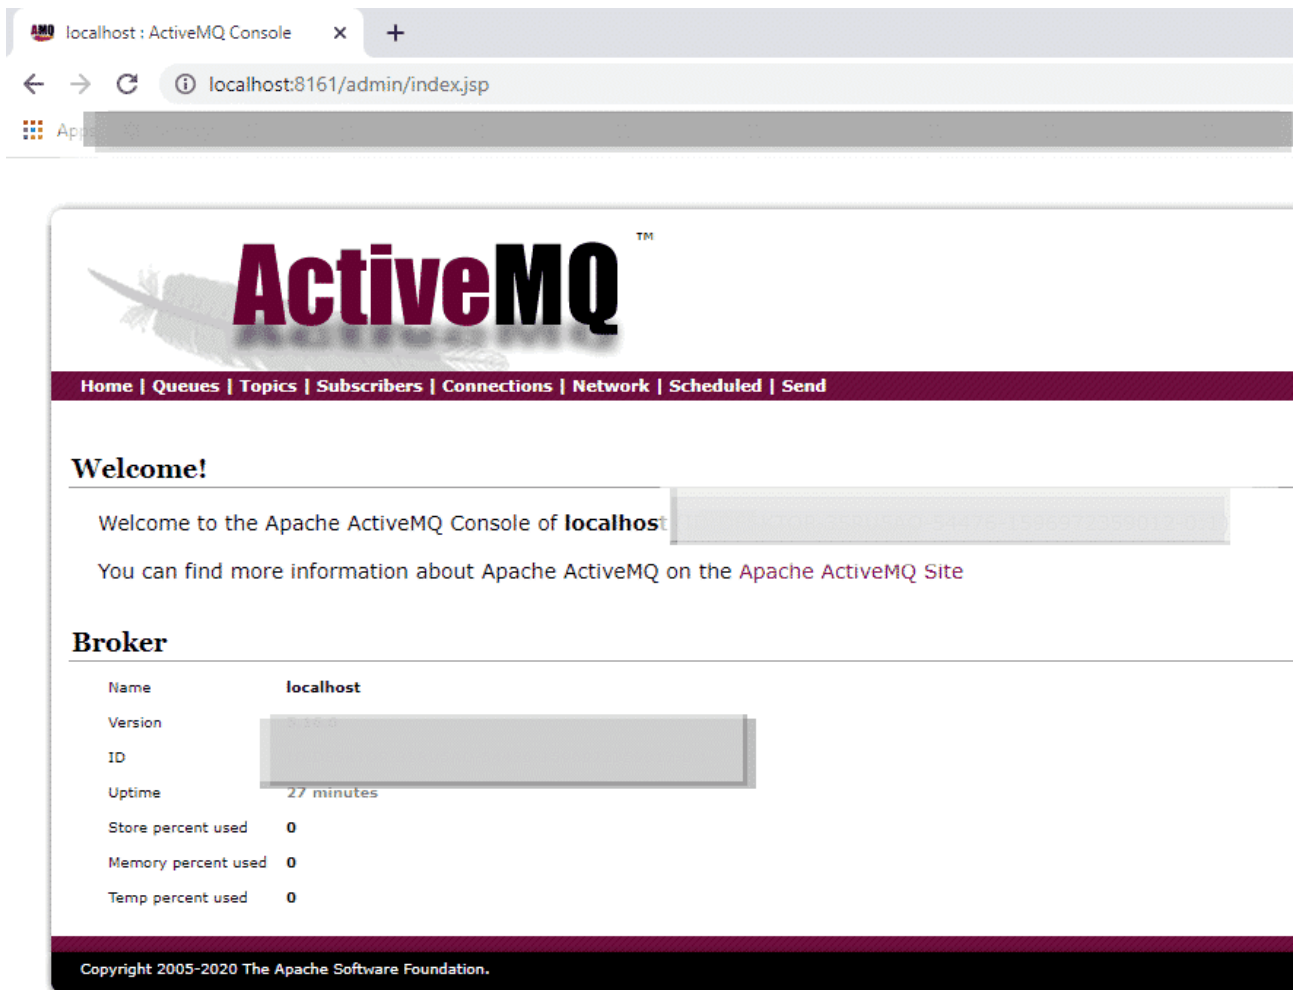 localhost : ActiveMQ Console
localhost:8161/admin/index.jsp
Apps
ActiveMQ ™
Home | Queues | Topics | Subscribers | Connections | Network | Scheduled | Send
Welcome!
Welcome to the Apache ActiveMQ Console of localhost
You can find more information about Apache ActiveMQ on the Apache ActiveMQ Site
Broker
Name localhost
Version
ID
Uptime 27 minutes
Store percent used 0
Memory percent used 0
Temp percent used 0
Copyright 2005-2020 The Apache Software Foundation.